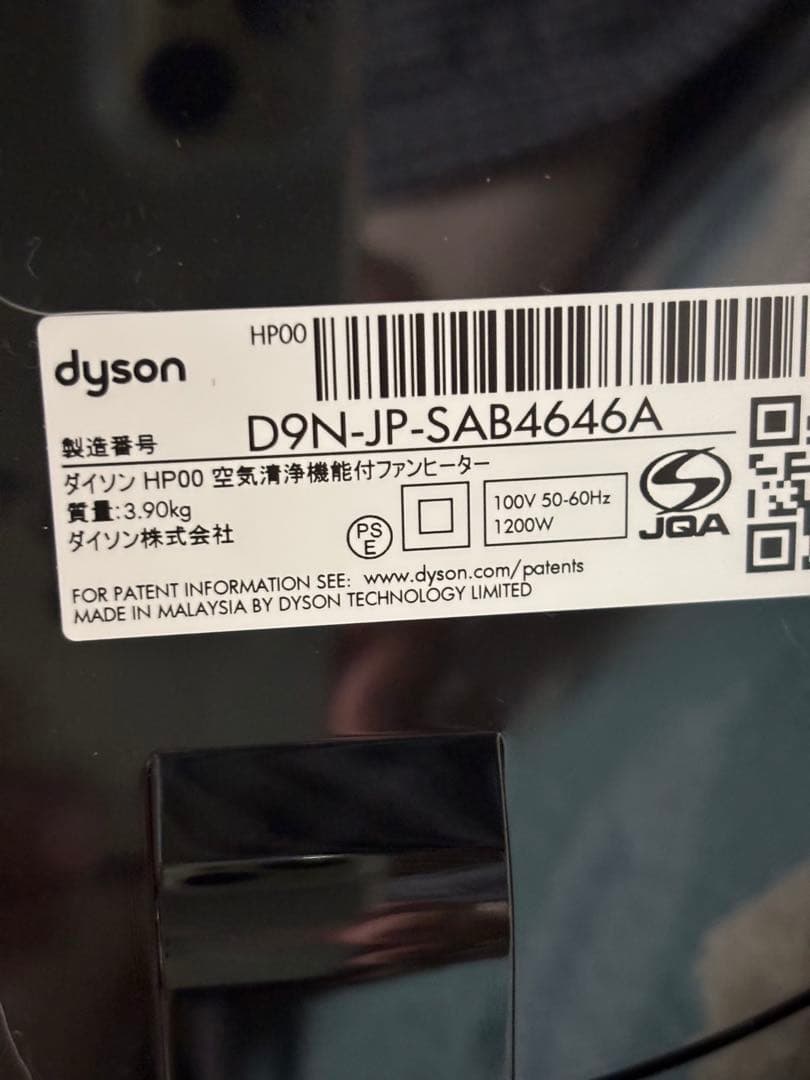 HP00
dyson
製造番号 D9N-JP-SAB4646A
ダイソン HP00 空気清浄機能付ファンヒーター
質量:3.90kg
ダイソン株式会社
PS
E
100V 50-60Hz
1200W
JQA
FOR PATENT INFORMATION SEE: www.dyson.com/patents
MADE IN MALAYSIA BY DYSON TECHNOLOGY LIMITED